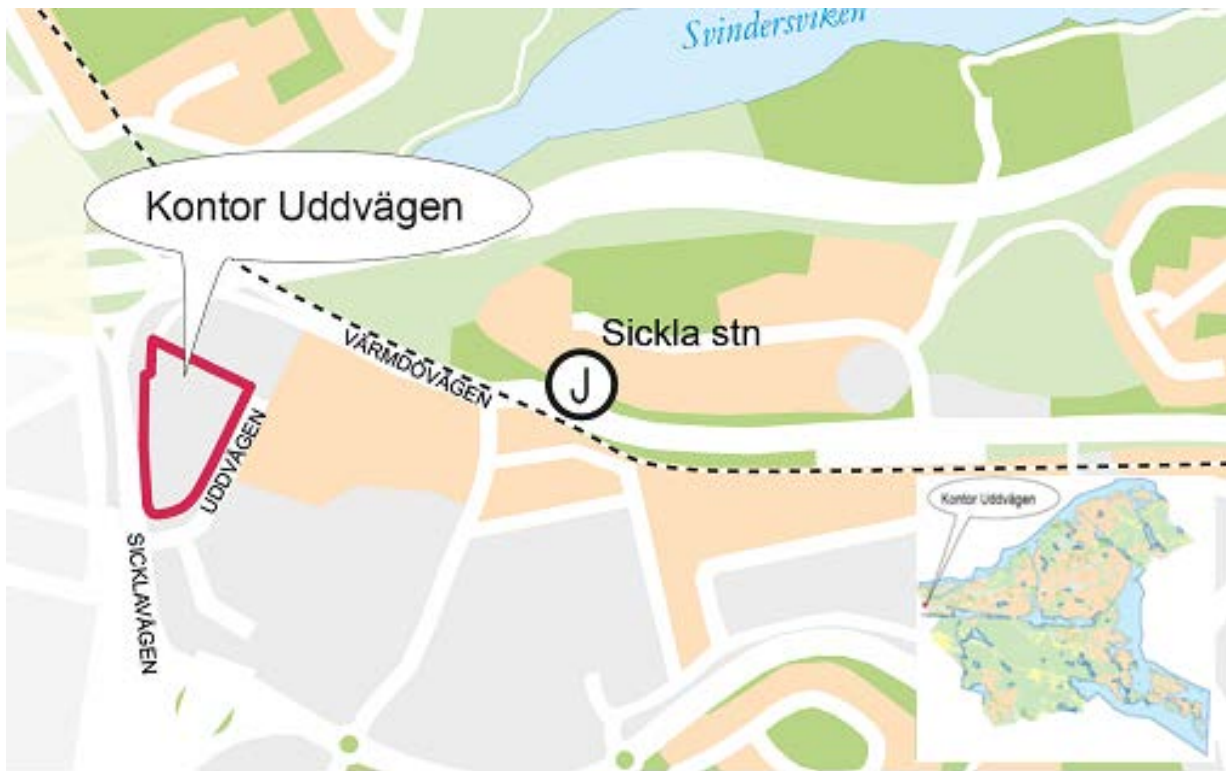 Svindersviken
Kontor Uddvägen
Sickla stn
J
VÄRMDÖVÄGEN
UDDVÄGEN
SICKLAVÄGEN
Kontor Uddvägen